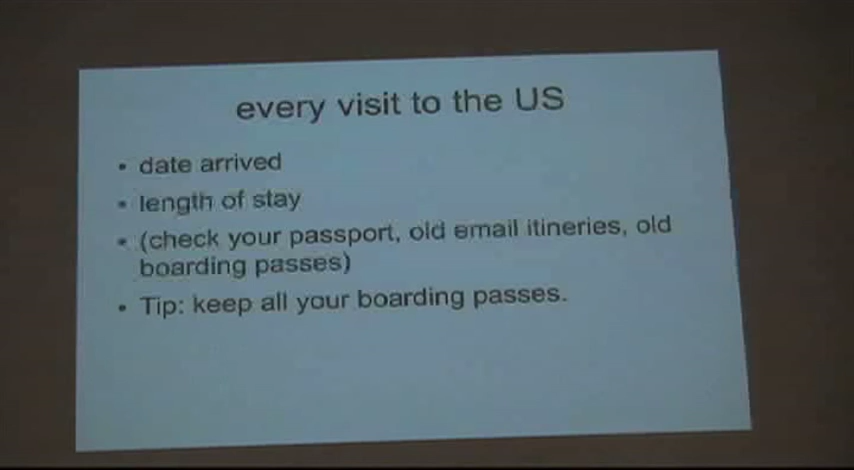 every visit to the US
• date arrived
• length of stay
• (check your passport, old email itineries, old
boarding passes)
• Tip: keep all your boarding passes.